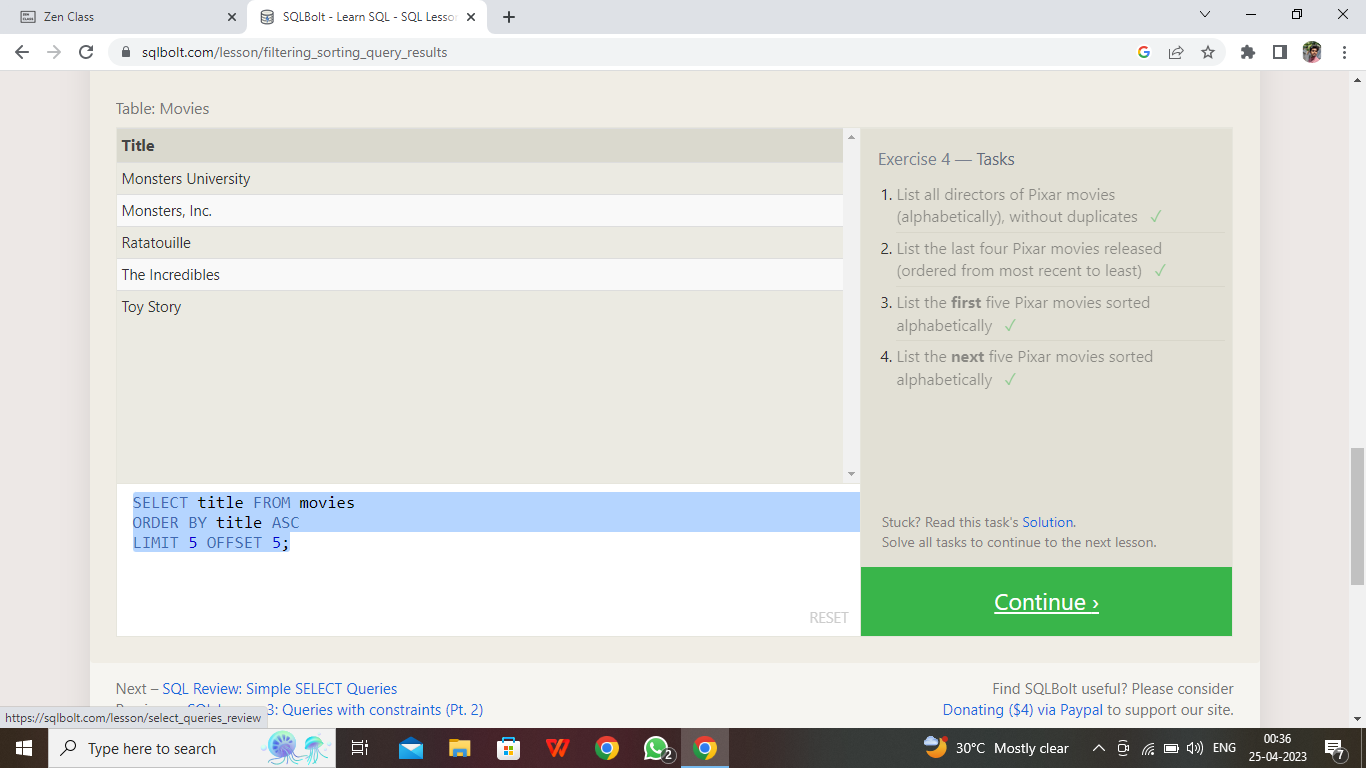 Zen Class
SQLBolt - Learn SQL - SQL Lesson
sqlbolt.com/lesson/filtering_sorting_query_results
Table: Movies
Title
Monsters University
Monsters, Inc.
Ratatouille
The Incredibles
Toy Story
Exercise 4 — Tasks
1. List all directors of Pixar movies
(alphabetically), without duplicates ✓
2. List the last four Pixar movies released
(ordered from most recent to least) ✓
3. List the first five Pixar movies sorted
alphabetically ✓
4. List the next five Pixar movies sorted
alphabetically ✓
SELECT title FROM movies
ORDER BY title ASC
LIMIT 5 OFFSET 5;
RESET
Stuck? Read this task's Solution.
Solve all tasks to continue to the next lesson.
Continue ›
Next – SQL Review: Simple SELECT Queries
3: Queries with constraints (Pt. 2)
Find SQLBolt useful? Please consider
Donating ($4) via Paypal to support our site.
https://sqlbolt.com/lesson/select_queries_review
Type here to search
2
30°C Mostly clear
ENG
00:36
25-04-2023
7